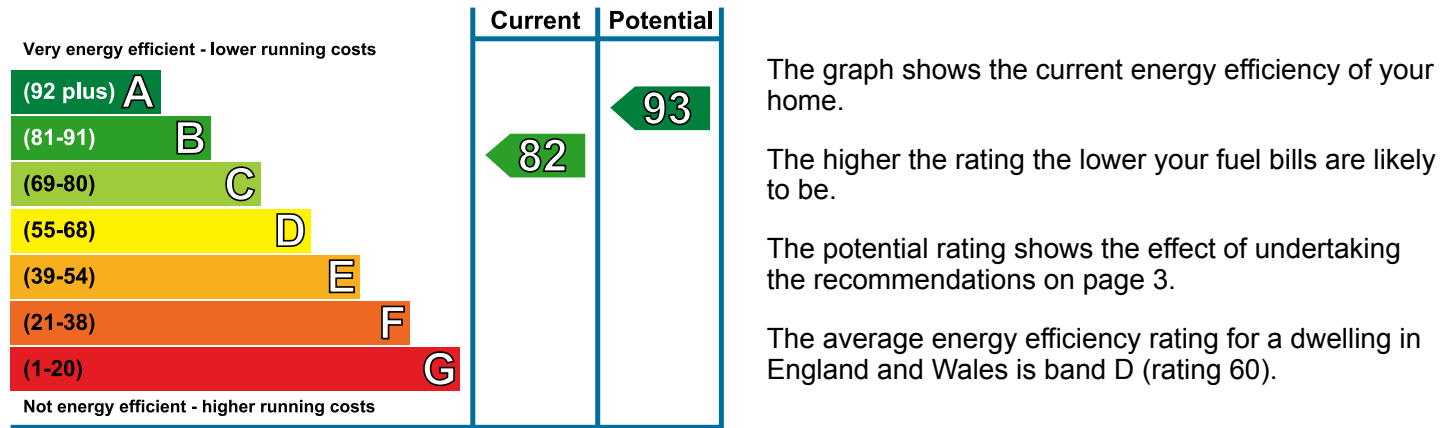 Current Potential
Very energy efficient - lower running costs
(92 plus) A
93
(81-91) B
82
(69-80) C
(55-68) D
(39-54) E
(21-38) F
(1-20) G
Not energy efficient - higher running costs
The graph shows the current energy efficiency of your
home.
The higher the rating the lower your fuel bills are likely
to be.
The potential rating shows the effect of undertaking
the recommendations on page 3.
The average energy efficiency rating for a dwelling in
England and Wales is band D (rating 60).